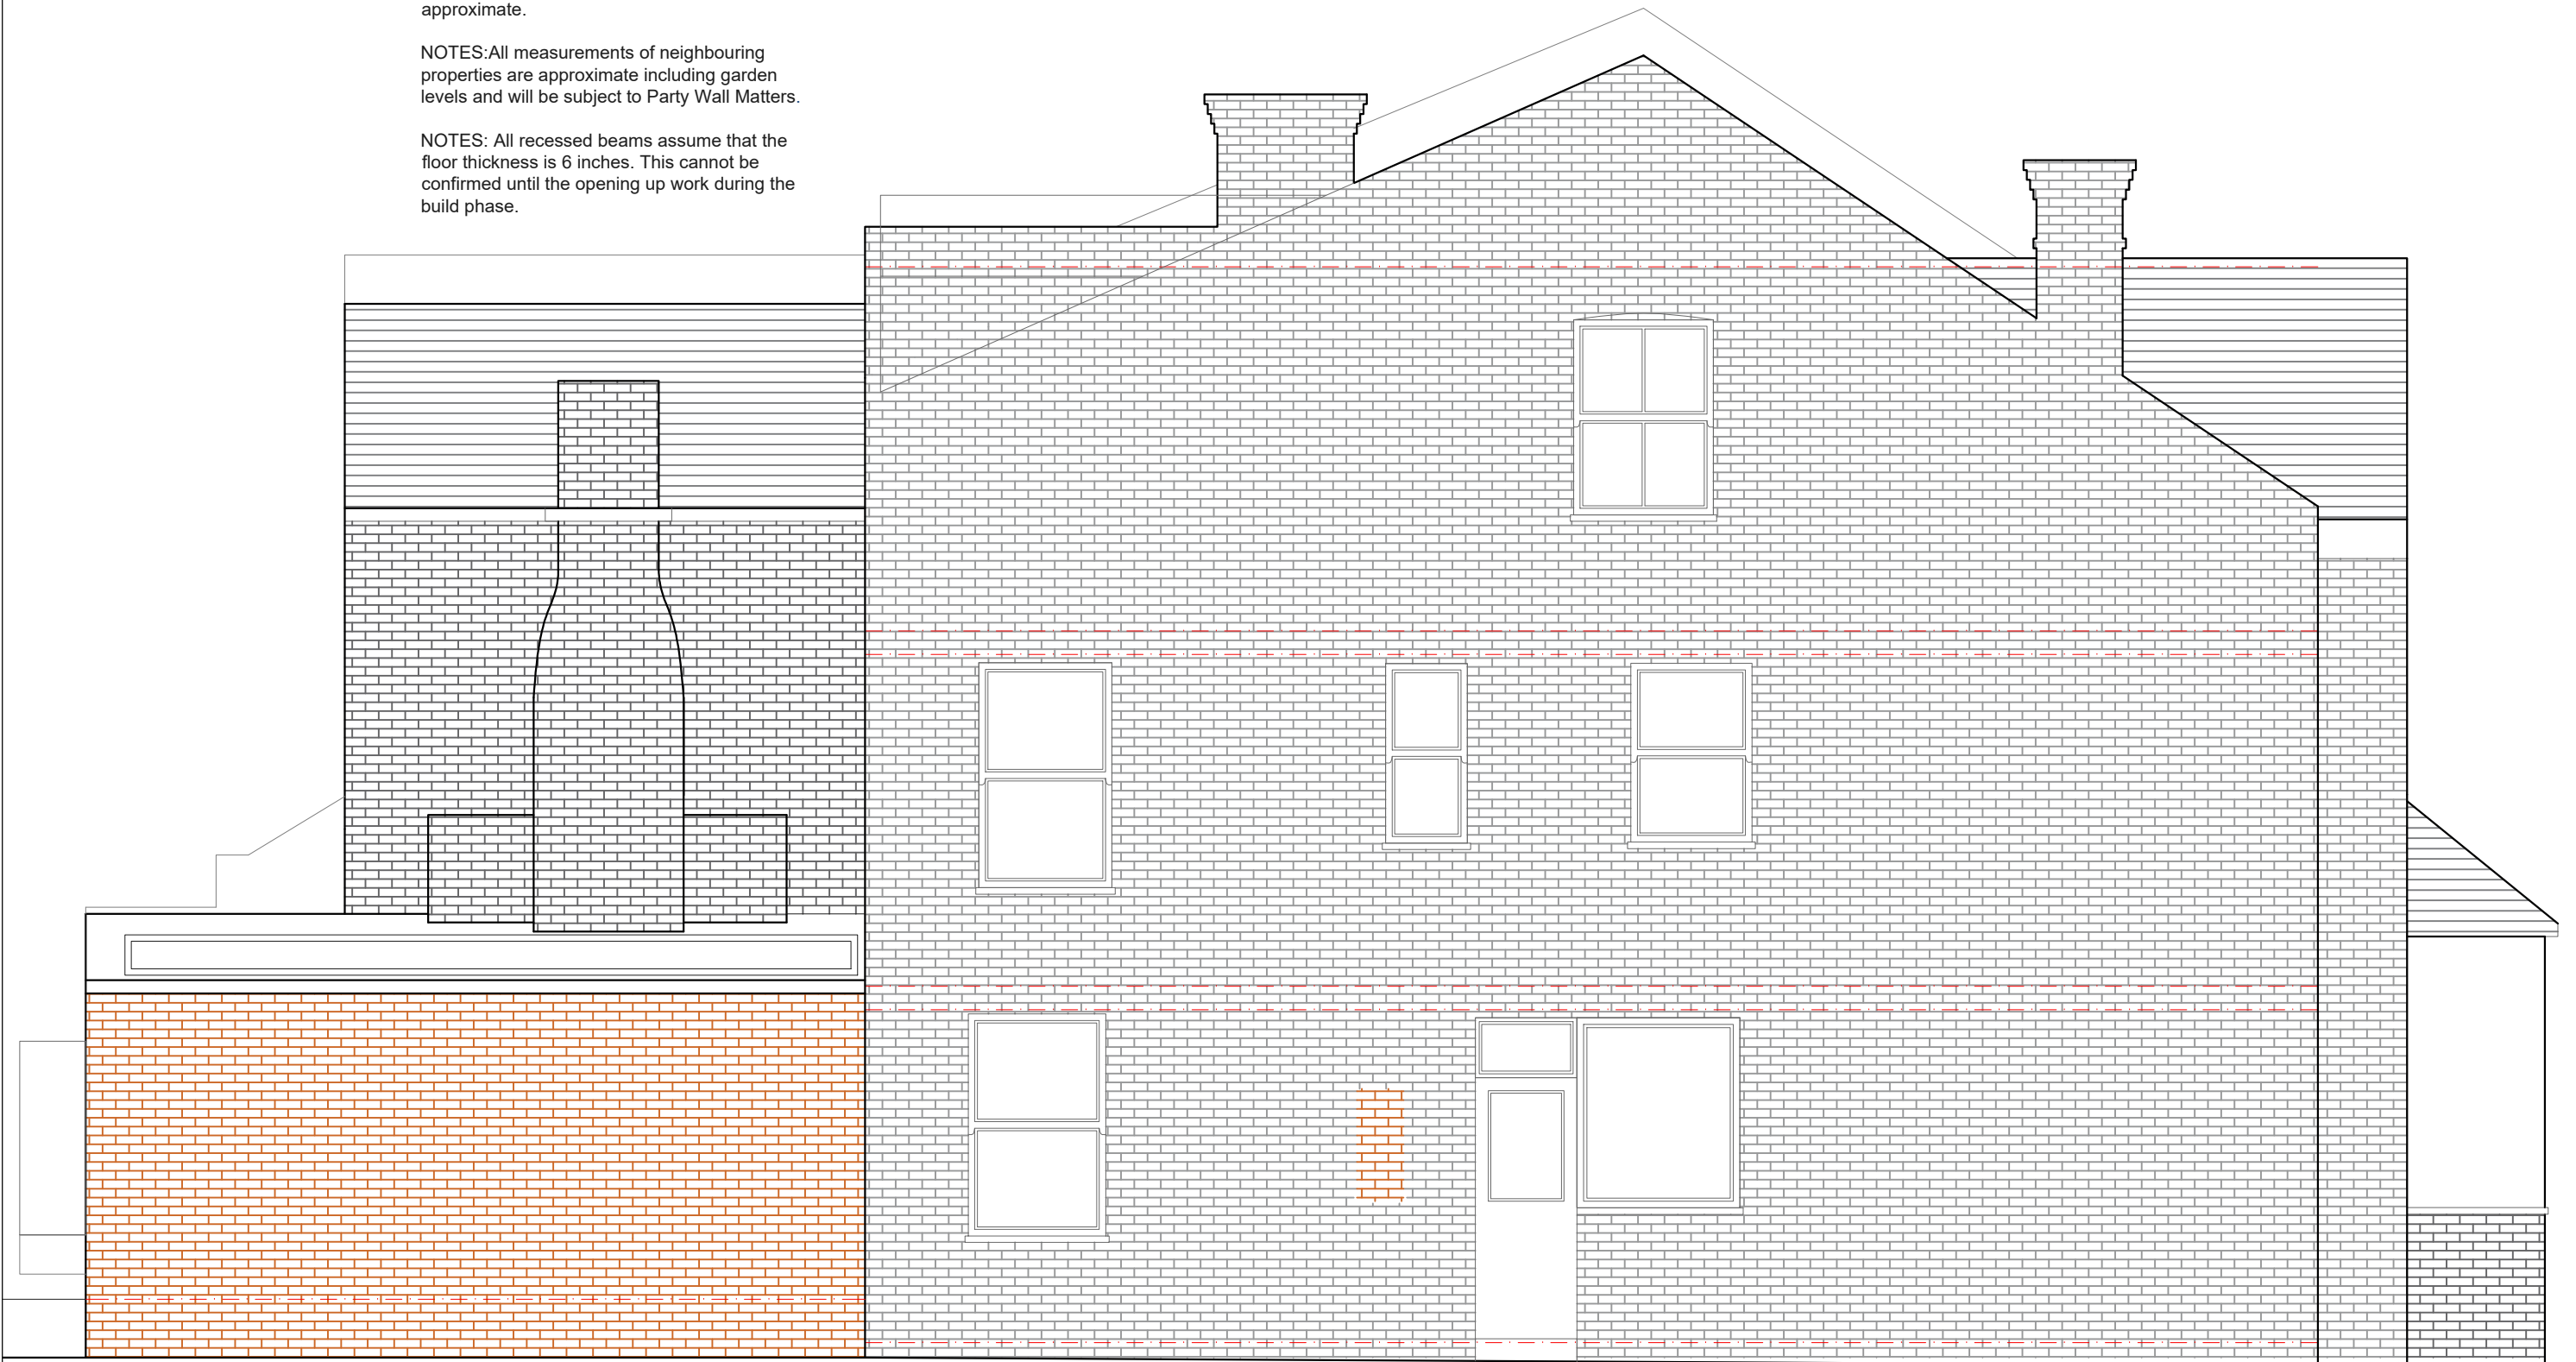 approximate.
NOTES:All measurements of neighbouring
properties are approximate including garden
levels and will be subject to Party Wall Matters.
NOTES: All recessed beams assume that the
floor thickness is 6 inches. This cannot be
confirmed until the opening up work during the
build phase.